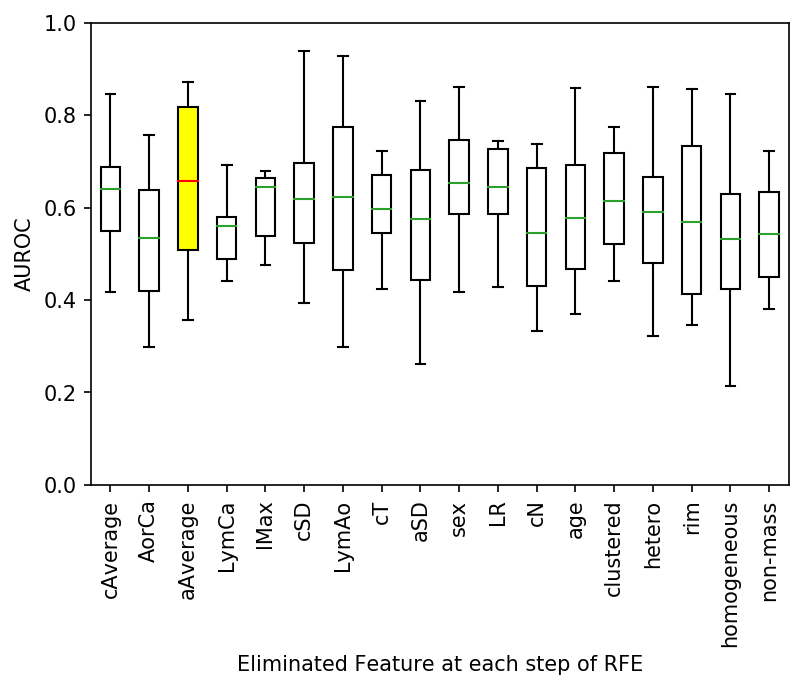 1.0
0.8
0.6
0.4
0.2
0.0
AUROC
cAverage
AorCa
aAverage
LymCa
lMax
cSD
LymAo
cT
aSD
sex
LR
cN
age
clustered
hetero
rim
homogeneous
non-mass
Eliminated Feature at each step of RFE